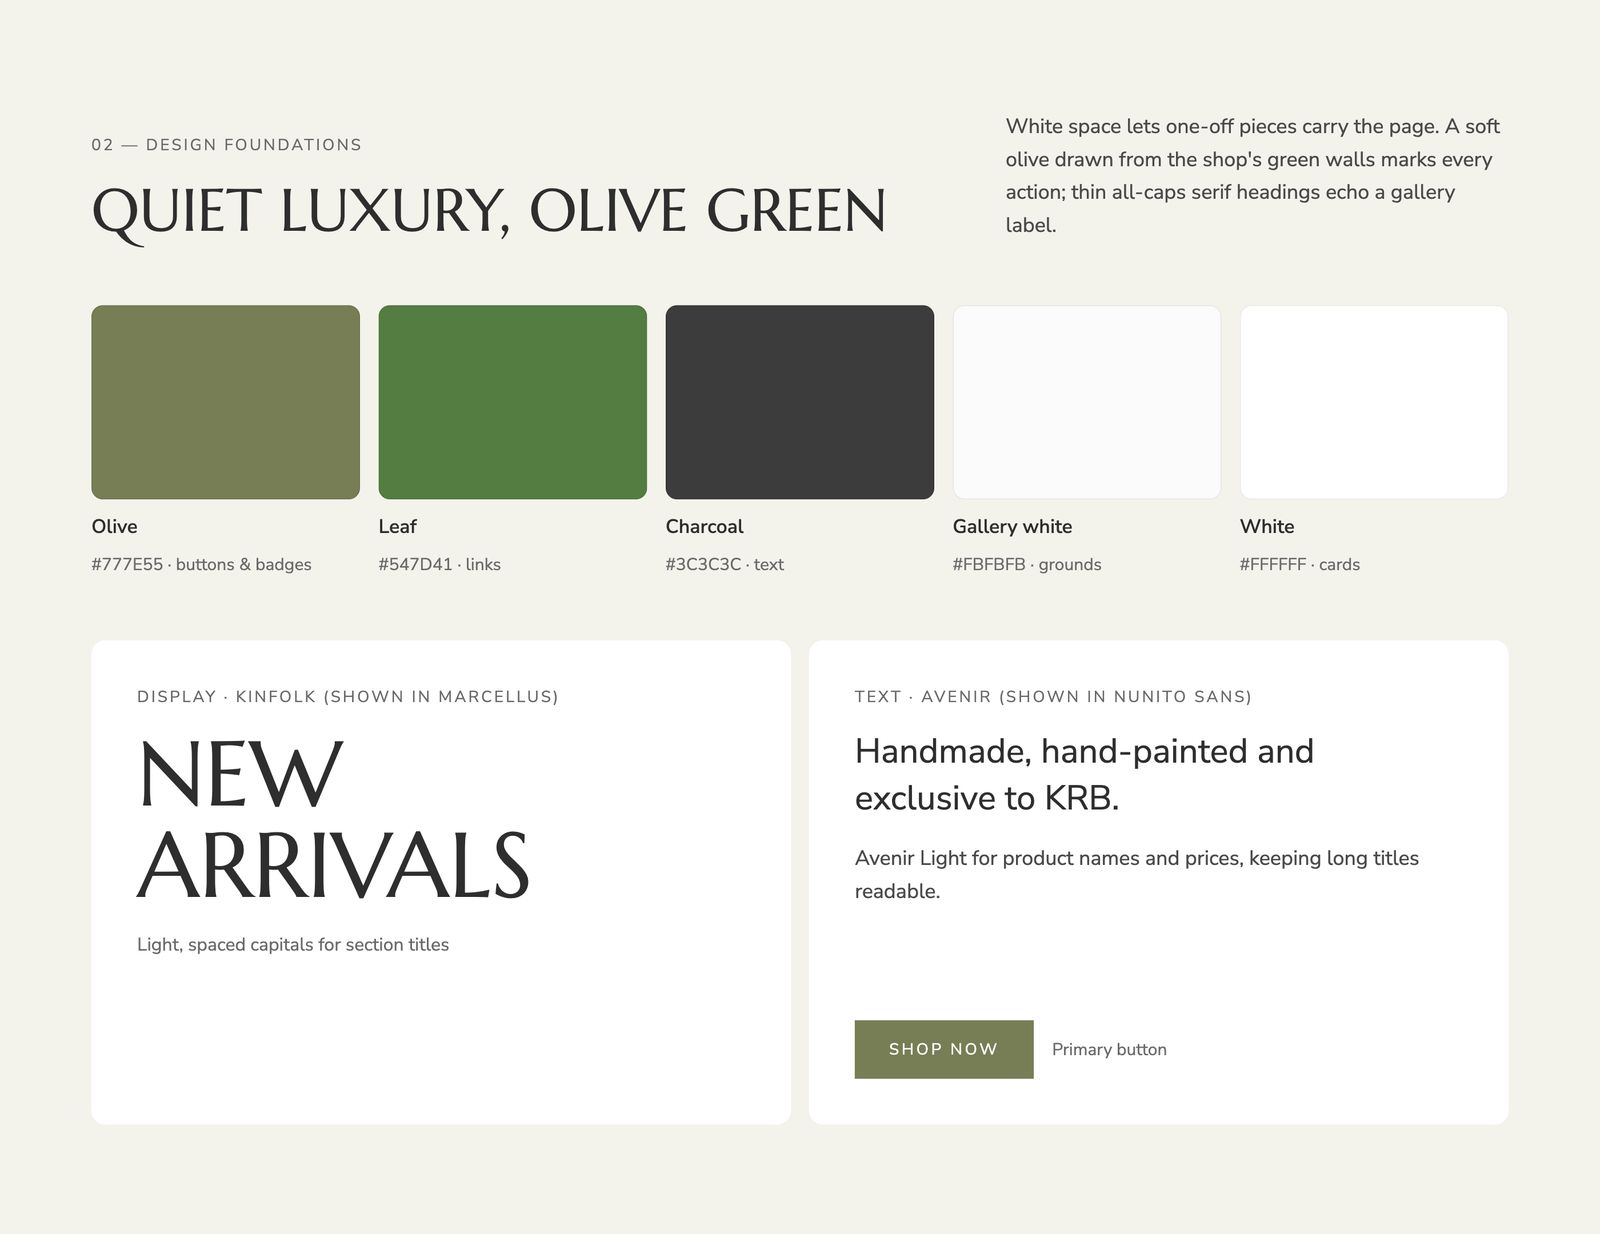 02 — DESIGN FOUNDATIONS
QUIET LUXURY, OLIVE GREEN
White space lets one-off pieces carry the page. A soft
olive drawn from the shop's green walls marks every
action; thin all-caps serif headings echo a gallery
label.
Olive
#777E55 · buttons & badges
Leaf
#547D41 · links
Charcoal
#3C3C3C · text
Gallery white
#FBFBFB · grounds
White
#FFFFFF · cards
DISPLAY · KINFOLK (SHOWN IN MARCELLUS)
NEW
ARRIVALS
Light, spaced capitals for section titles
TEXT · AVENIR (SHOWN IN NUNITO SANS)
Handmade, hand-painted and
exclusive to KRB.
Avenir Light for product names and prices, keeping long titles
readable.
SHOP NOW
Primary button